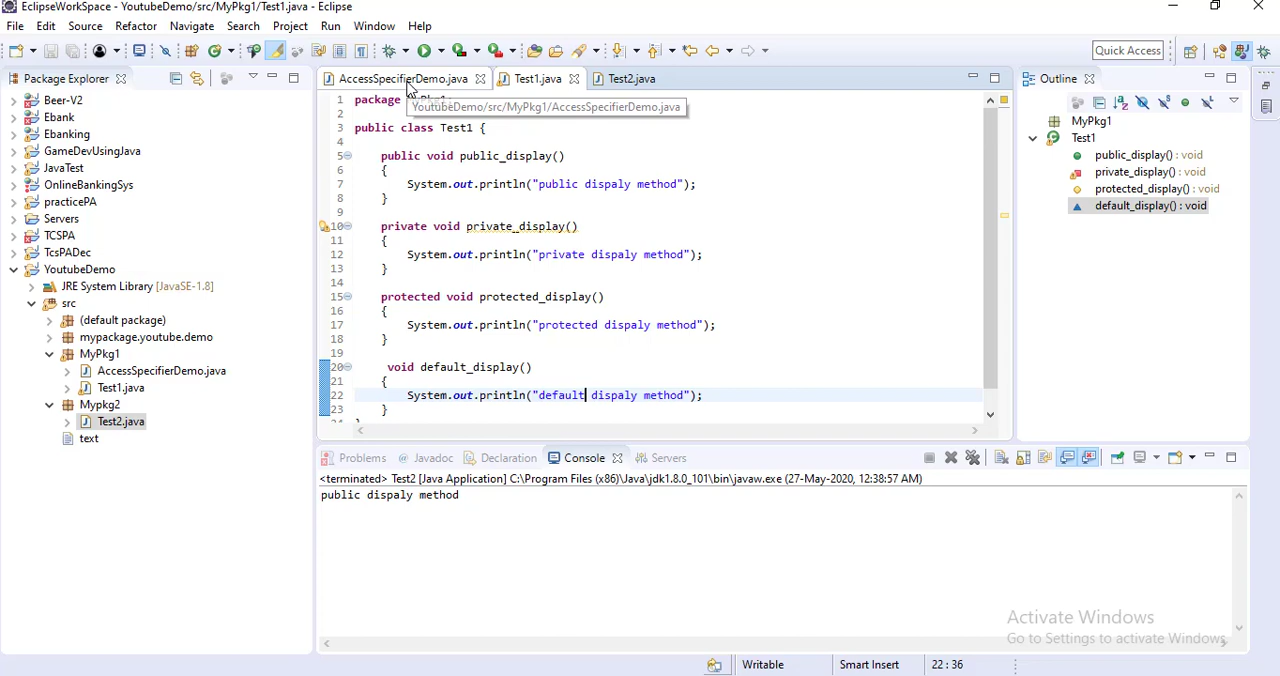 EclipseWorkSpace - YoutubeDemo/src/MyPkg1/Test1.java - Eclipse
File Edit Source Refactor Navigate Search Project Run Window Help
Quick Access
Package Explorer
AccessSpecifierDemo.java Test1.java Test2.java
Outline
YoutubeDemo/src/MyPkg1/AccessSpecifierDemo.java
Beer-V2
Ebank
Ebanking
GameDevUsingJava
JavaTest
OnlineBankingSys
practicePA
Servers
TCSPA
TcsPADec
YoutubeDemo
JRE System Library [JavaSE-1.8]
src
(default package)
mypackage.youtube.demo
MyPkg1
AccessSpecifierDemo.java
Test1.java
Mypkg2
Test2.java
text
1 package
2
3 public class Test1 {
4
5 public void public_display()
6 {
7 System.out.println("public dispaly method");
8 }
9
10 private void private_display()
11 {
12 System.out.println("private dispaly method");
13 }
14
15 protected void protected_display()
16 {
17 System.out.println("protected dispaly method");
18 }
19
20 void default_display()
21 {
22 System.out.println("default dispaly method");
23 }
MyPkg1
Test1
public_display() : void
private_display() : void
protected_display() : void
default_display() : void
Problems @ Javadoc Declaration Console Servers
<terminated> Test2 [Java Application] C:\Program Files (x86)\Java\jdk1.8.0_101\bin\javaw.exe (27-May-2020, 12:38:57 AM)
public dispaly method
Activate Windows
Go to Settings to activate Windows.
Writable Smart Insert 22 : 36